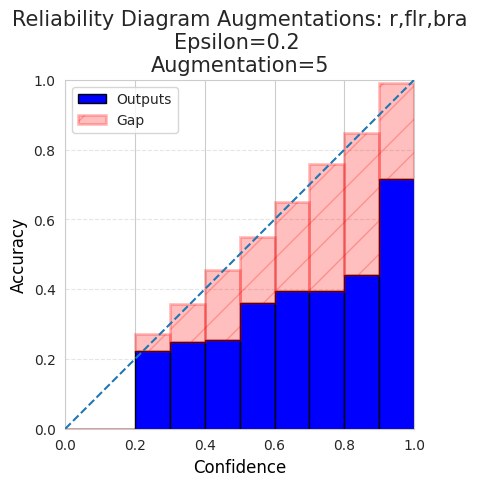 Reliability Diagram Augmentations: r,flr,bra
Epsilon=0.2
Augmentation=5
1.0
0.8
0.6
0.4
0.2
0.0
Accuracy
Outputs
Gap
0.0 0.2 0.4 0.6 0.8 1.0
Confidence